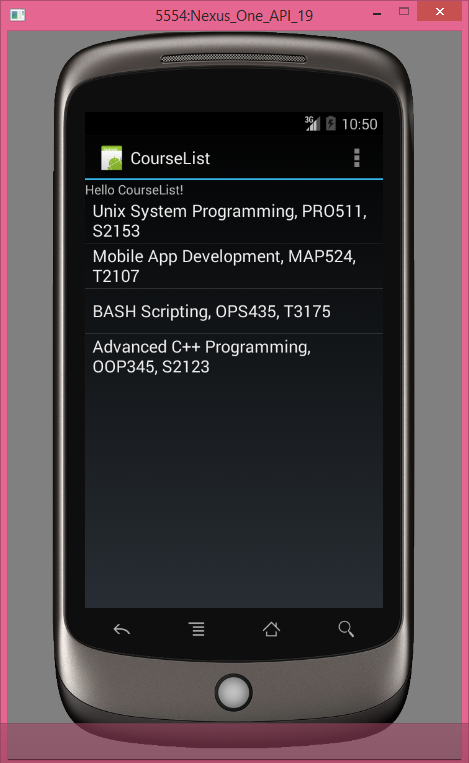 5554:Nexus_One_API_19
3G 10:50
CourseList
Hello CourseList!
Unix System Programming, PRO511,
S2153
Mobile App Development, MAP524,
T2107
BASH Scripting, OPS435, T3175
Advanced C++ Programming,
OOP345, S2123